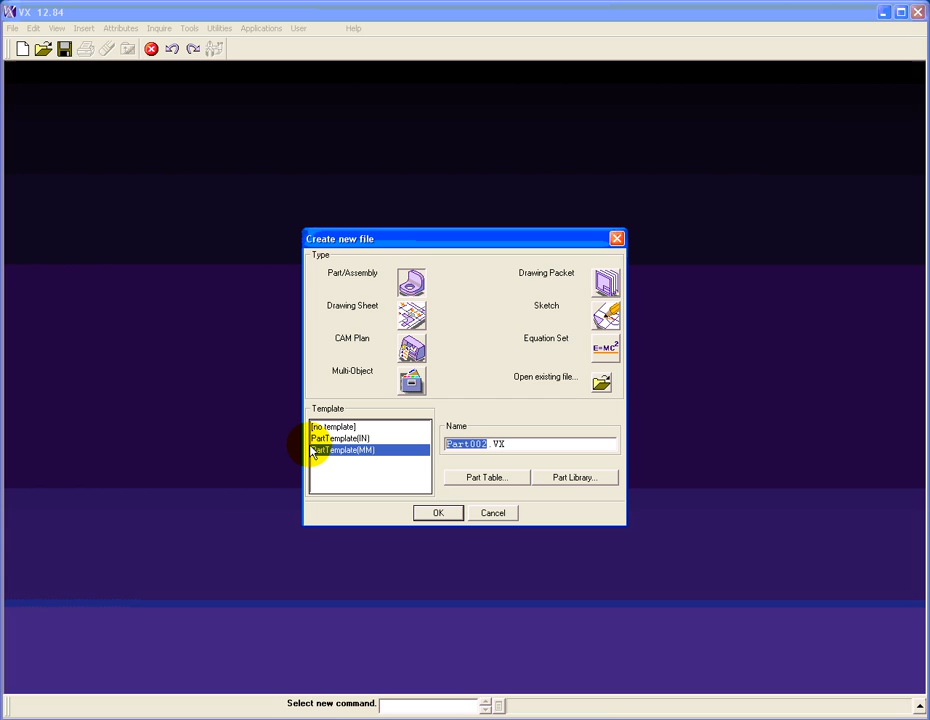 VX 12.84
File Edit View Insert Attributes Inquire Tools Utilities Applications User Help
Create new file
Type
Part/Assembly Drawing Packet
Drawing Sheet Sketch
CAM Plan Equation Set E=MC²
Multi-Object Open existing file...
Template
[no template]
PartTemplate(IN)
PartTemplate(MM)
Name
Part002.VX
Part Table... Part Library...
OK Cancel
Select new command.